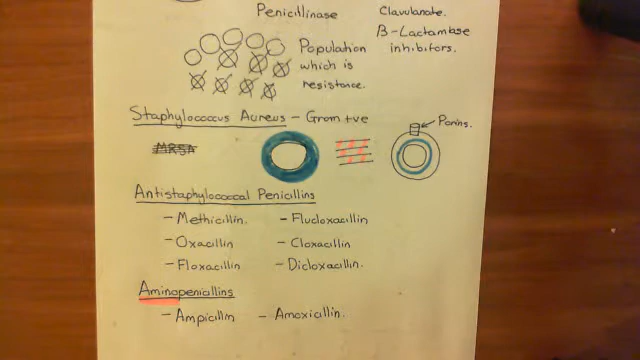 Penicillinase
Clavulanate.
β-Lactamase
inhibitors.
Population
which is
resistance.
Staphylococcus Aureus - Gram +ve
MRSA
Porins.
Antistaphylococcal Penicillins
- Methicillin. - Flucloxacillin
- Oxacillin - Cloxacillin
- Floxacillin - Dicloxacillin.
Aminopenicillins
- Ampicillin - Amoxicillin.